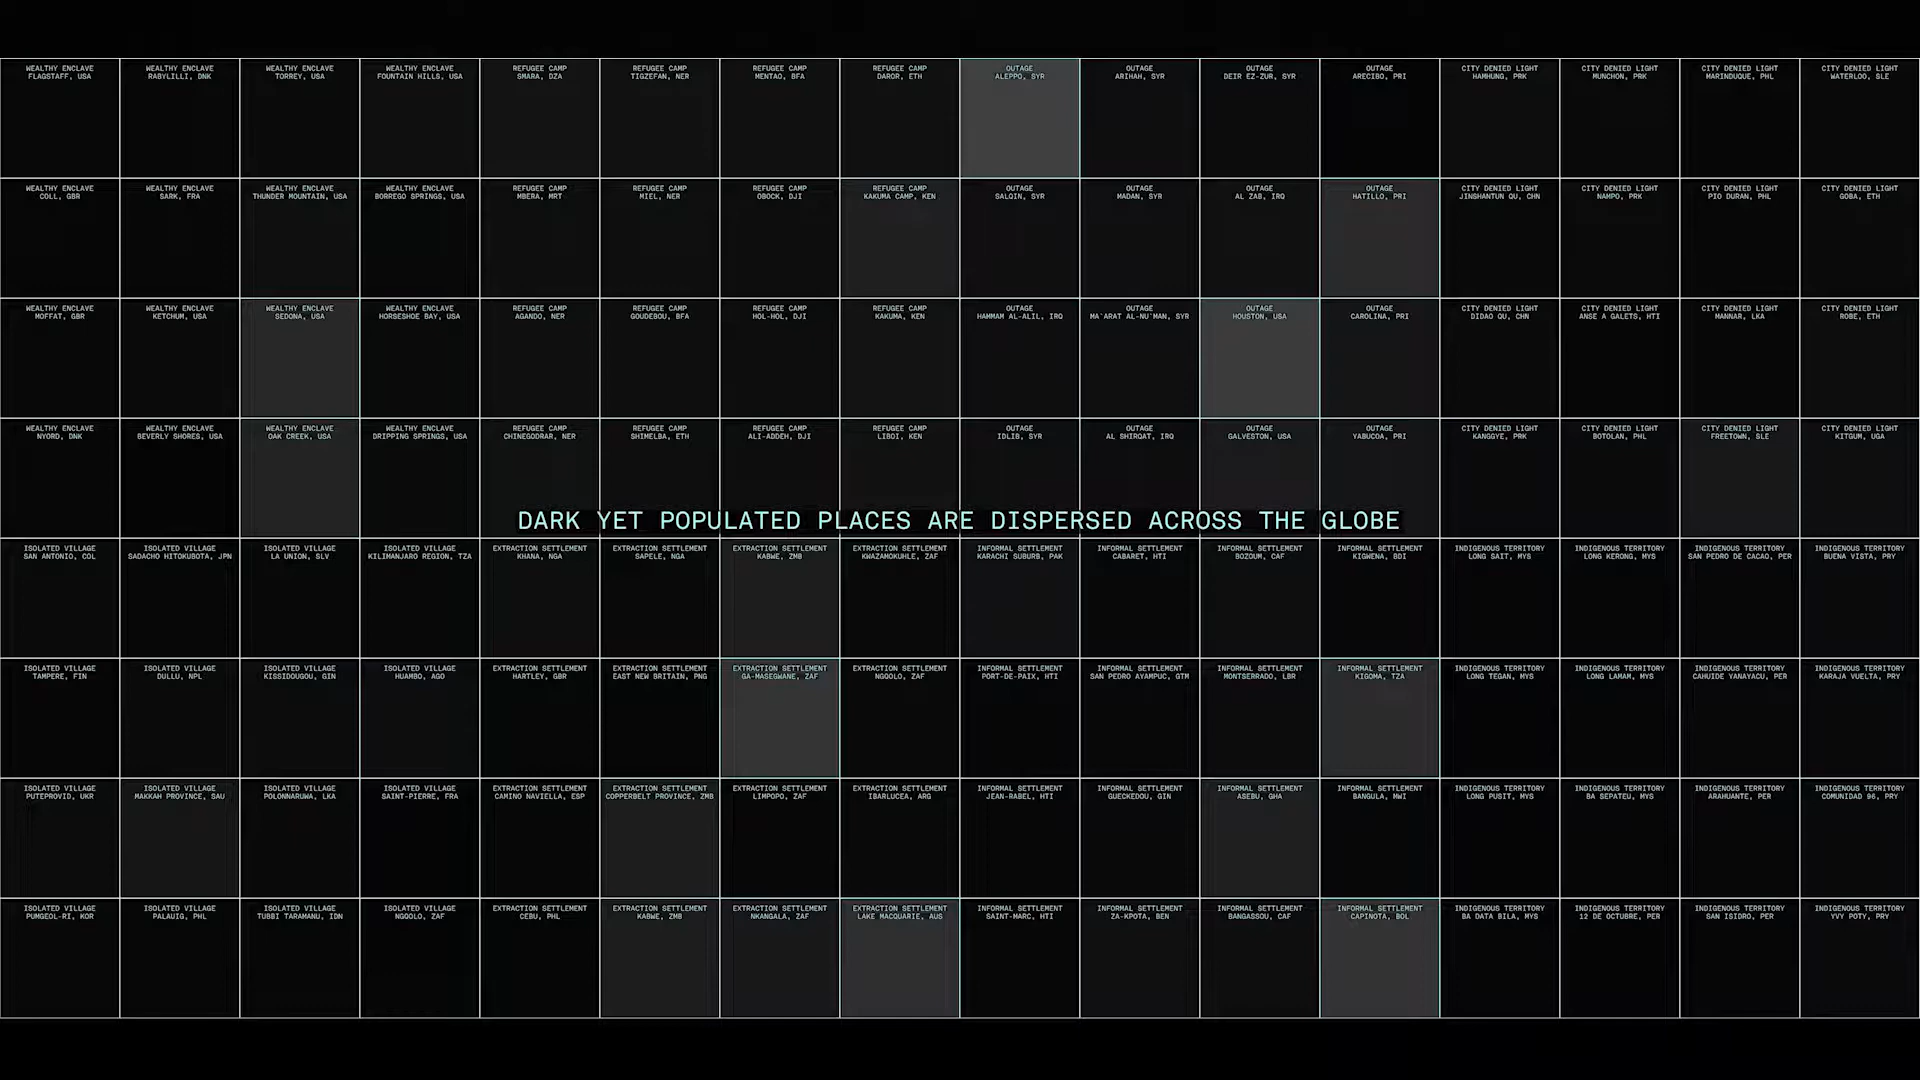 WEALTHY ENCLAVE
FLAGSTAFF, USA
WEALTHY ENCLAVE
RABYLILLI, DNK
WEALTHY ENCLAVE
TORREY, USA
WEALTHY ENCLAVE
FOUNTAIN HILLS, USA
REFUGEE CAMP
SMARA, DZA
REFUGEE CAMP
TIGZEFAN, NER
REFUGEE CAMP
MENTAO, BFA
REFUGEE CAMP
DAROR, ETH
OUTAGE
ALEPPO, SYR
OUTAGE
ARIHAH, SYR
OUTAGE
DEIR EZ-ZUR, SYR
OUTAGE
ARECIBO, PRI
CITY DENIED LIGHT
HAMHUNG, PRK
CITY DENIED LIGHT
MUNCHON, PRK
CITY DENIED LIGHT
MARINDUQUE, PHL
CITY DENIED LIGHT
WATERLOO, SLE
WEALTHY ENCLAVE
COLL, GBR
WEALTHY ENCLAVE
SARK, FRA
WEALTHY ENCLAVE
THUNDER MOUNTAIN, USA
WEALTHY ENCLAVE
BORREGO SPRINGS, USA
REFUGEE CAMP
MBERA, MRT
REFUGEE CAMP
MIEL, NER
REFUGEE CAMP
OBOCK, DJI
REFUGEE CAMP
KAKUMA CAMP, KEN
OUTAGE
SALQIN, SYR
OUTAGE
MADAN, SYR
OUTAGE
AL ZAB, IRQ
OUTAGE
HATILLO, PRI
CITY DENIED LIGHT
JINSHANTUN QU, CHN
CITY DENIED LIGHT
NAMPO, PRK
CITY DENIED LIGHT
PIO DURAN, PHL
CITY DENIED LIGHT
GOBA, ETH
WEALTHY ENCLAVE
MOFFAT, GBR
WEALTHY ENCLAVE
KETCHUM, USA
WEALTHY ENCLAVE
SEDONA, USA
WEALTHY ENCLAVE
HORSESHOE BAY, USA
REFUGEE CAMP
AGANDO, NER
REFUGEE CAMP
GOUDEBOU, BFA
REFUGEE CAMP
HOL-HOL, DJI
REFUGEE CAMP
KAKUMA, KEN
OUTAGE
HAMMAM AL-ALIL, IRQ
OUTAGE
MA`ARAT AL-NU`MAN, SYR
OUTAGE
HOUSTON, USA
OUTAGE
CAROLINA, PRI
CITY DENIED LIGHT
DIDAO QU, CHN
CITY DENIED LIGHT
ANSE A GALETS, HTI
CITY DENIED LIGHT
MANNAR, LKA
CITY DENIED LIGHT
ROBE, ETH
WEALTHY ENCLAVE
NYORD, DNK
WEALTHY ENCLAVE
BEVERLY SHORES, USA
WEALTHY ENCLAVE
OAK CREEK, USA
WEALTHY ENCLAVE
DRIPPING SPRINGS, USA
REFUGEE CAMP
CHINEGODRAR, NER
REFUGEE CAMP
SHIMELBA, ETH
REFUGEE CAMP
ALI-ADDEH, DJI
REFUGEE CAMP
LIBOI, KEN
OUTAGE
IDLIB, SYR
OUTAGE
AL SHIRQAT, IRQ
OUTAGE
GALVESTON, USA
OUTAGE
YABUCOA, PRI
CITY DENIED LIGHT
KANGGYE, PRK
CITY DENIED LIGHT
BOTOLAN, PHL
CITY DENIED LIGHT
FREETOWN, SLE
CITY DENIED LIGHT
KITGUM, UGA
DARK YET POPULATED PLACES ARE DISPERSED ACROSS THE GLOBE
ISOLATED VILLAGE
SAN ANTONIO, COL
ISOLATED VILLAGE
SADACHO HITOKUBOTA, JPN
ISOLATED VILLAGE
LA UNION, SLV
ISOLATED VILLAGE
KILIMANJARO REGION, TZA
EXTRACTION SETTLEMENT
KHANA, NGA
EXTRACTION SETTLEMENT
SAPELE, NGA
EXTRACTION SETTLEMENT
KABWE, ZMB
EXTRACTION SETTLEMENT
KWAZAMOKUHLE, ZAF
INFORMAL SETTLEMENT
KARACHI SUBURB, PAK
INFORMAL SETTLEMENT
CABARET, HTI
INFORMAL SETTLEMENT
BOZOUM, CAF
INFORMAL SETTLEMENT
KIGWENA, BDI
INDIGENOUS TERRITORY
LONG SAIT, MYS
INDIGENOUS TERRITORY
LONG KERONG, MYS
INDIGENOUS TERRITORY
SAN PEDRO DE CACAO, PER
INDIGENOUS TERRITORY
BUENA VISTA, PRY
ISOLATED VILLAGE
TAMPERE, FIN
ISOLATED VILLAGE
DULLU, NPL
ISOLATED VILLAGE
KISSIDOUGOU, GIN
ISOLATED VILLAGE
HUAMBO, AGO
EXTRACTION SETTLEMENT
HARTLEY, GBR
EXTRACTION SETTLEMENT
EAST NEW BRITAIN, PNG
EXTRACTION SETTLEMENT
GA-MASEGWANE, ZAF
EXTRACTION SETTLEMENT
NGOOLO, ZAF
INFORMAL SETTLEMENT
PORT-DE-PAIX, HTI
INFORMAL SETTLEMENT
SAN PEDRO AYAMPUC, GTM
INFORMAL SETTLEMENT
MONTSERRADO, LBR
INFORMAL SETTLEMENT
KIGOMA, TZA
INDIGENOUS TERRITORY
LONG TEGAN, MYS
INDIGENOUS TERRITORY
LONG LAMAM, MYS
INDIGENOUS TERRITORY
CAHUIDE YANAYACU, PER
INDIGENOUS TERRITORY
KARAJA VUELTA, PRY
ISOLATED VILLAGE
PUTEPROVID, UKR
ISOLATED VILLAGE
MAKKAH PROVINCE, SAU
ISOLATED VILLAGE
POLONNARUWA, LKA
ISOLATED VILLAGE
SAINT-PIERRE, FRA
EXTRACTION SETTLEMENT
CAMINO NAVIELLA, ESP
EXTRACTION SETTLEMENT
COPPERBELT PROVINCE, ZMB
EXTRACTION SETTLEMENT
LIMPOPO, ZAF
EXTRACTION SETTLEMENT
IBARLUCEA, ARG
INFORMAL SETTLEMENT
JEAN-RABEL, HTI
INFORMAL SETTLEMENT
GUECKEDOU, GIN
INFORMAL SETTLEMENT
ASEBU, GHA
INFORMAL SETTLEMENT
BANGULA, MWI
INDIGENOUS TERRITORY
LONG PUSIT, MYS
INDIGENOUS TERRITORY
BA SEPATEU, MYS
INDIGENOUS TERRITORY
ARAHUANTE, PER
INDIGENOUS TERRITORY
COMUNIDAD 96, PRY
ISOLATED VILLAGE
PUMGEOL-RI, KOR
ISOLATED VILLAGE
PALAUIG, PHL
ISOLATED VILLAGE
TUBBI TARAMANU, IDN
ISOLATED VILLAGE
NGOOLO, ZAF
EXTRACTION SETTLEMENT
CEBU, PHL
EXTRACTION SETTLEMENT
KABWE, ZMB
EXTRACTION SETTLEMENT
NKANGALA, ZAF
EXTRACTION SETTLEMENT
LAKE MACQUARIE, AUS
INFORMAL SETTLEMENT
SAINT-MARC, HTI
INFORMAL SETTLEMENT
ZA-KPOTA, BEN
INFORMAL SETTLEMENT
BANGASSOU, CAF
INFORMAL SETTLEMENT
CAPINOTA, BOL
INDIGENOUS TERRITORY
BA DATA BILA, MYS
INDIGENOUS TERRITORY
12 DE OCTUBRE, PER
INDIGENOUS TERRITORY
SAN ISIDRO, PER
INDIGENOUS TERRITORY
YVY POTY, PRY